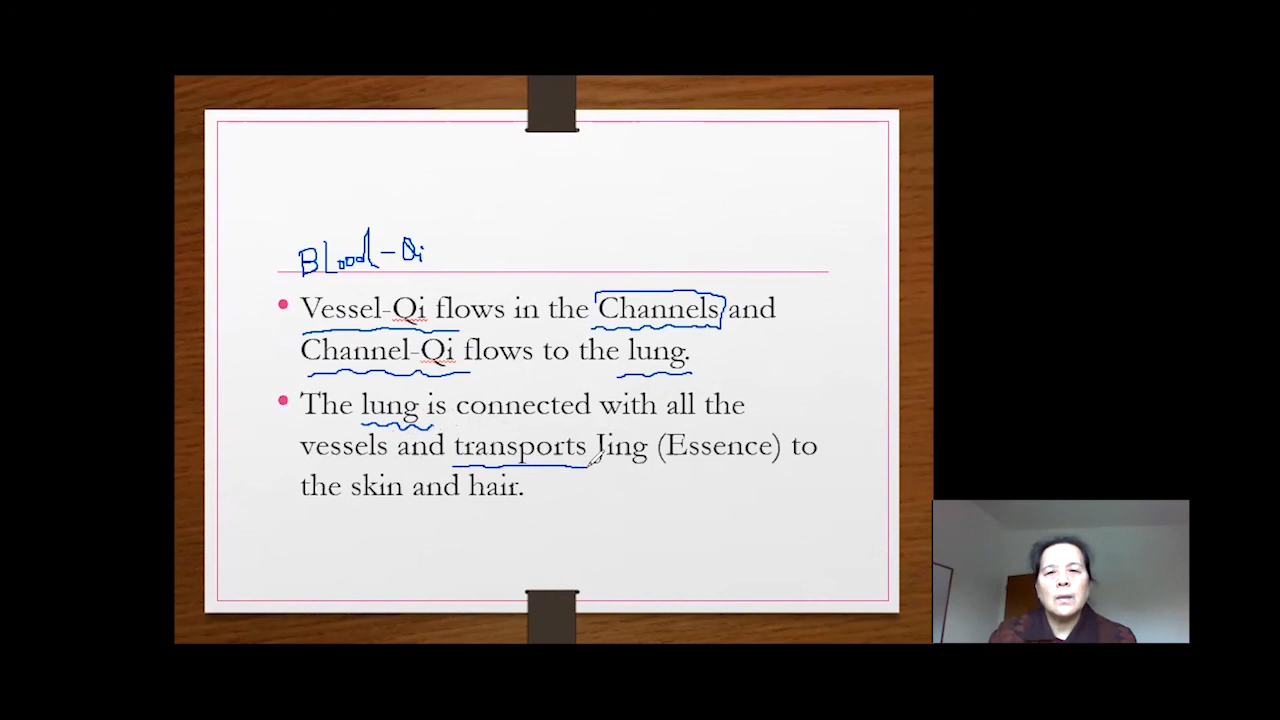 Blood-Qi
Vessel-Qi flows in the Channels and
Channel-Qi flows to the lung.
The lung is connected with all the
vessels and transports Jing (Essence) to
the skin and hair.